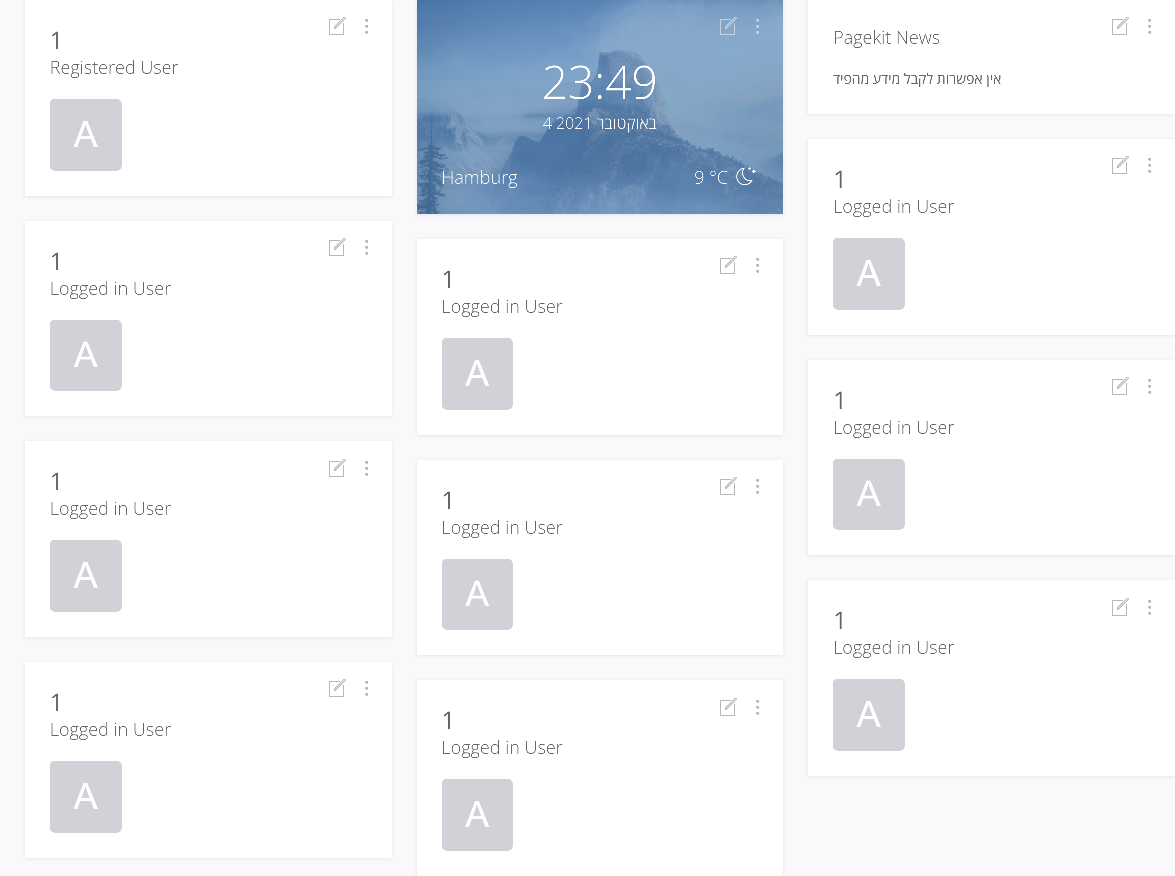 1
Registered User
A
1
Logged in User
A
1
Logged in User
A
1
Logged in User
A
23:49
4 באוקטובר 2021
Hamburg
9 °C
1
Logged in User
A
1
Logged in User
A
1
Logged in User
A
Pagekit News
אין אפשרות לקבל מידע מהפיד
1
Logged in User
A
1
Logged in User
A
1
Logged in User
A